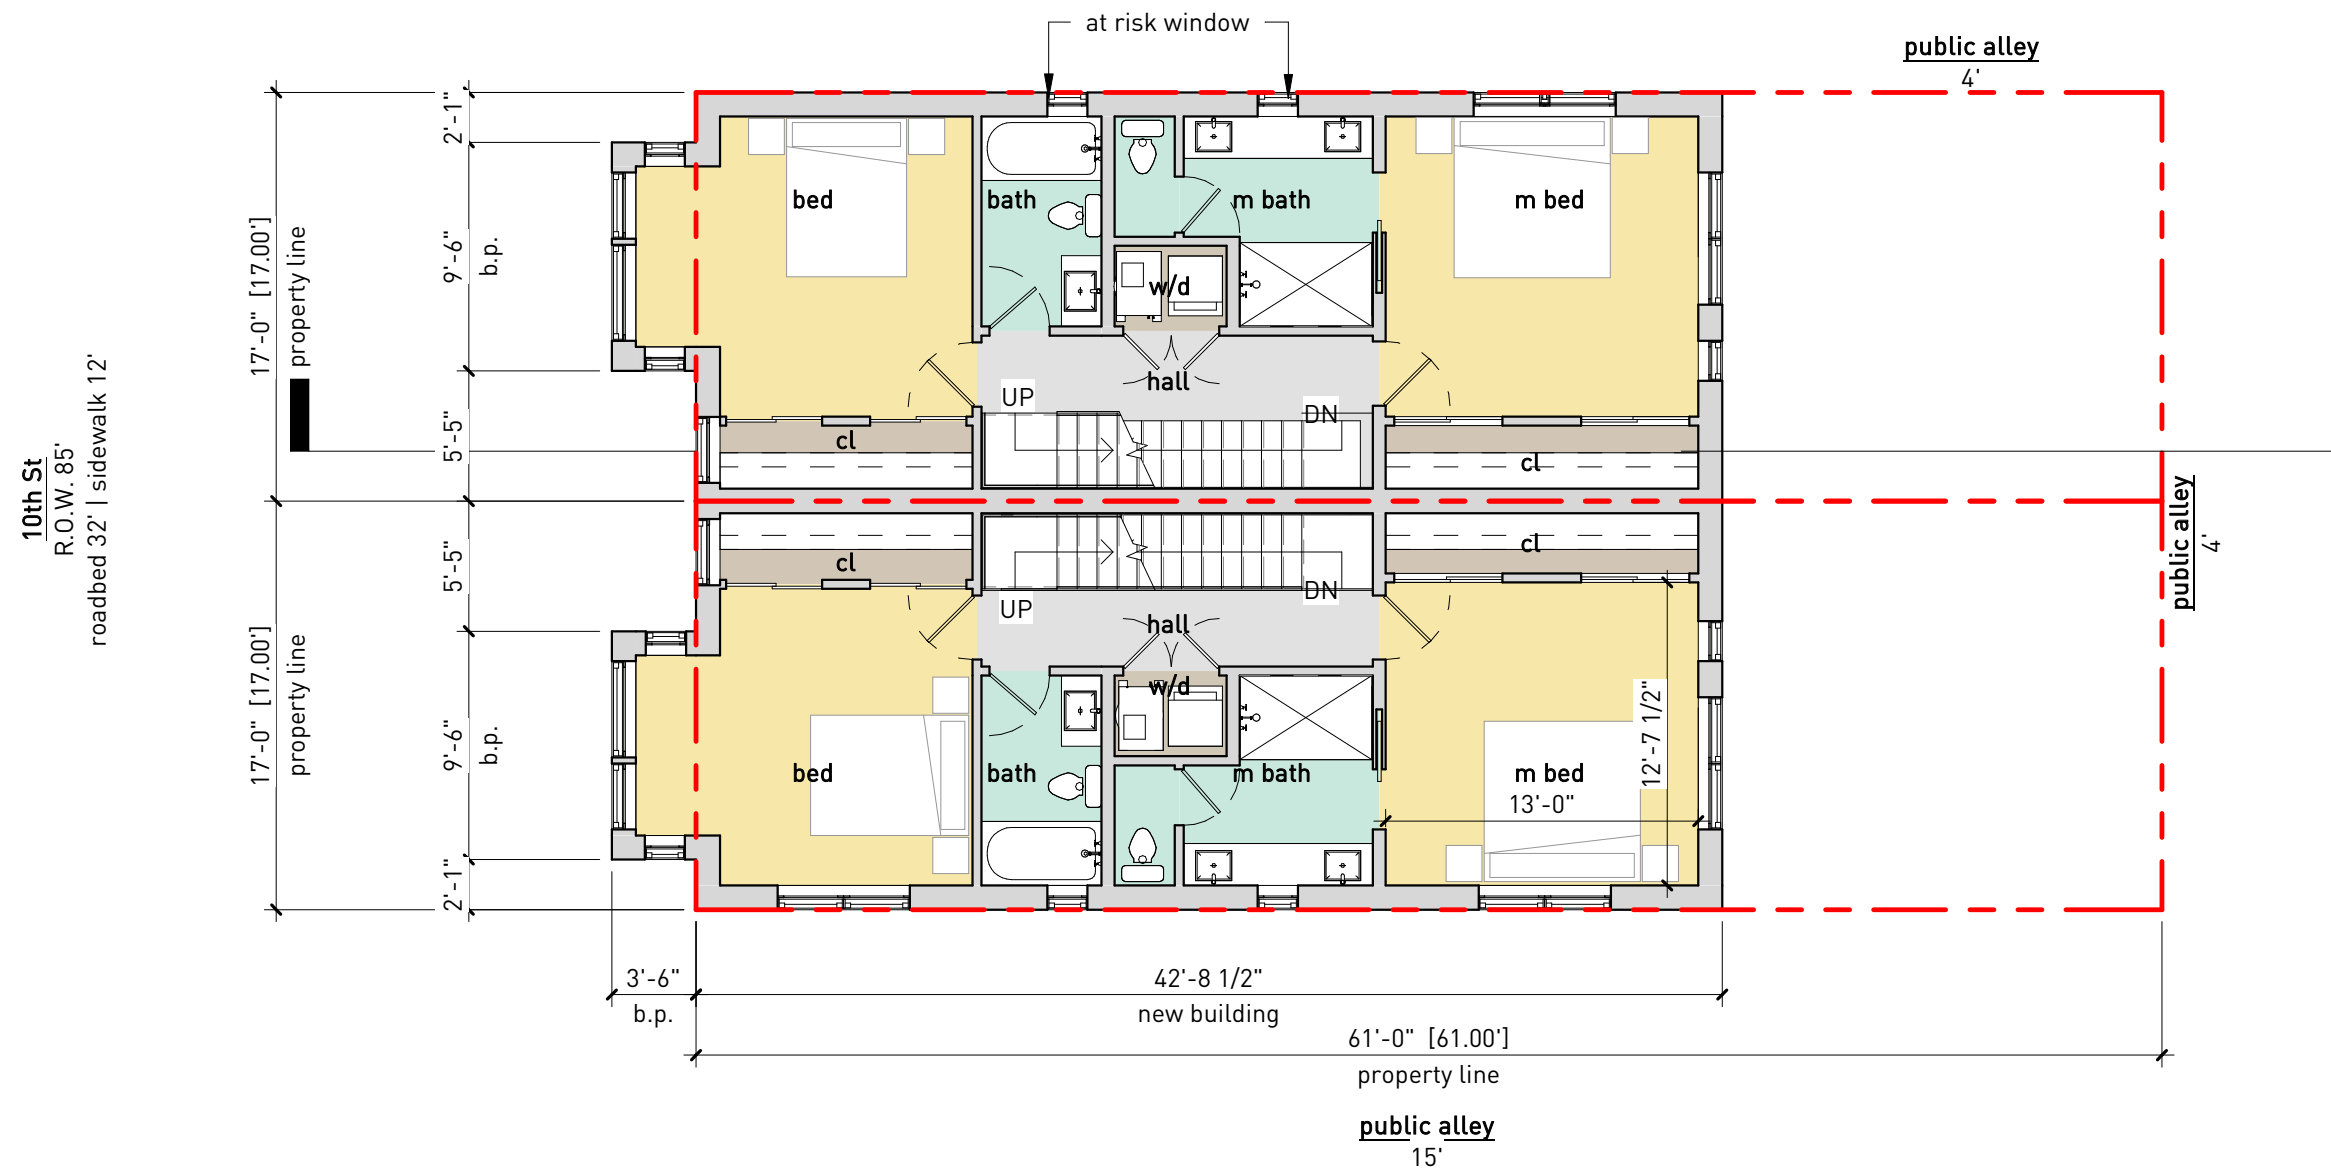 at risk window
public alley
4'
2'-1"
17'-0" [17.00']
property line
9'-6"
b.p.
5'-5"
10th St
R.O.W. 85'
roadbed 32' | sidewalk 12'
bed
bath
m bath
m bed
w/d
hall
UP
DN
cl
cl
public alley
4'
cl
cl
UP
DN
hall
w/d
bed
bath
m bath
m bed
12'-7 1/2"
13'-0"
5'-5"
17'-0" [17.00']
property line
9'-6"
b.p.
2'-1"
3'-6"
b.p.
42'-8 1/2"
new building
61'-0" [61.00']
property line
public alley
15'